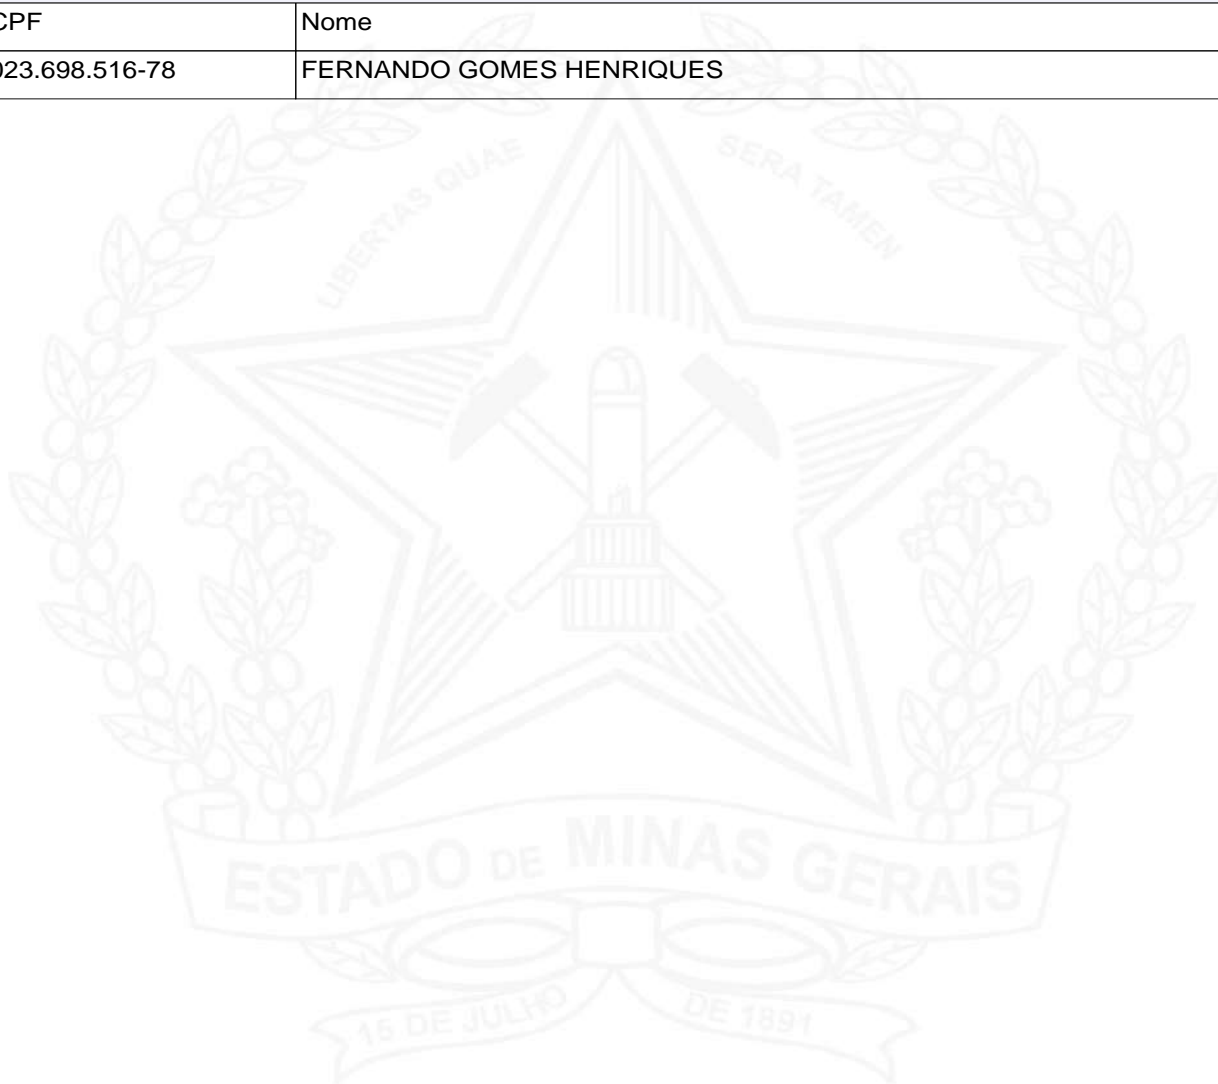 CPF Nome
023.698.516-78 FERNANDO GOMES HENRIQUES
LIBERTAS QUAE SERA TAMEN
ESTADO DE MINAS GERAIS
15 DE JULHO DE 1891